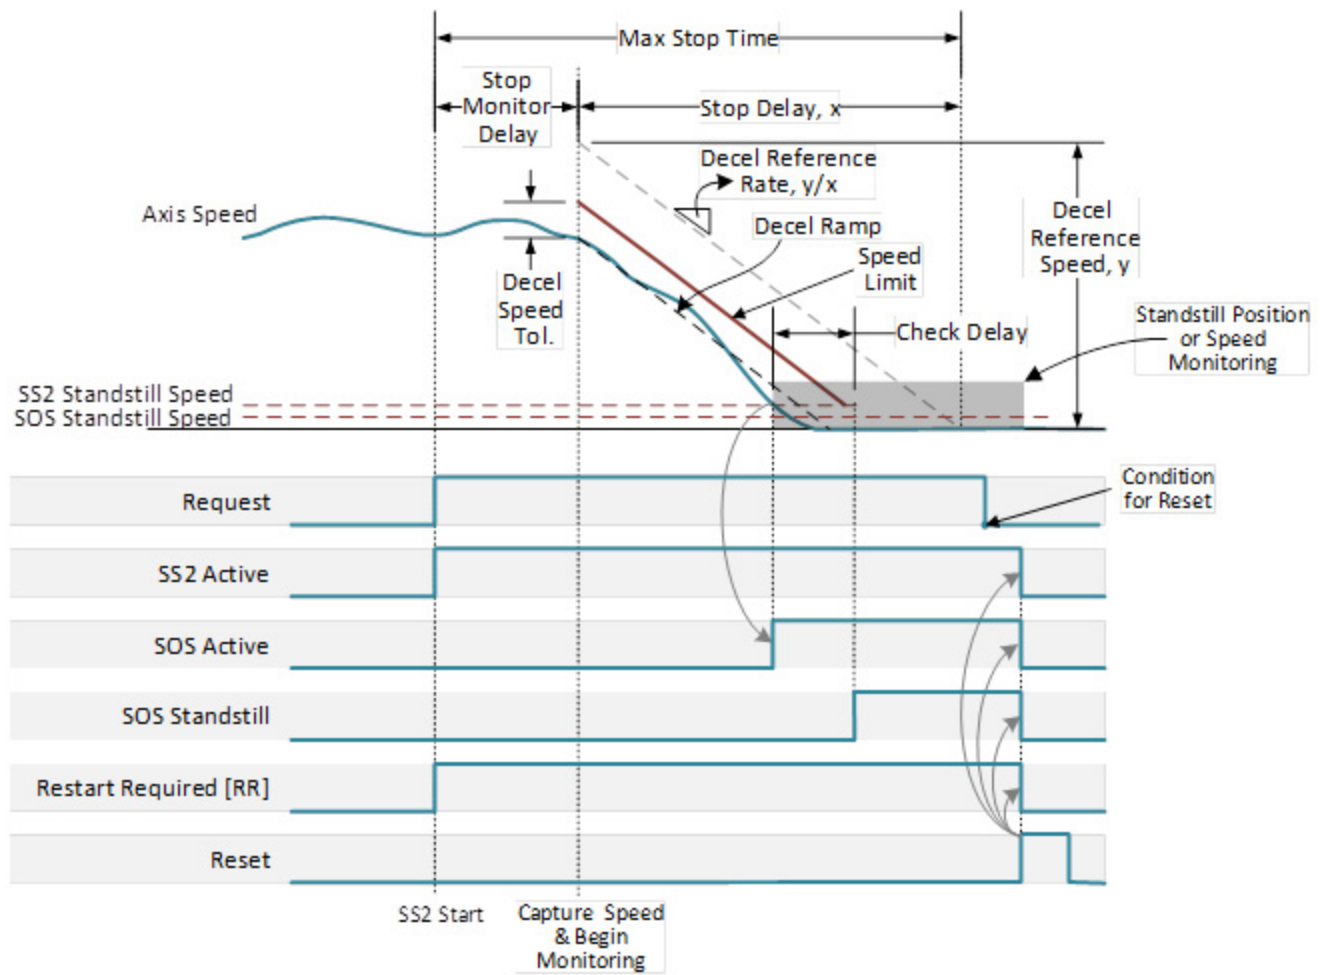 Max Stop Time
Stop
Monitor
Delay
Stop Delay, x
Decel Reference
Rate, y/x
Axis Speed
Decel Ramp
Decel
Reference
Speed, y
Speed
Limit
Decel
Speed
Tol.
Check Delay
Standstill Position
or Speed
Monitoring
SS2 Standstill Speed
SOS Standstill Speed
Request
Condition
for Reset
SS2 Active
SOS Active
SOS Standstill
Restart Required [RR]
Reset
SS2 Start
Capture Speed
& Begin
Monitoring